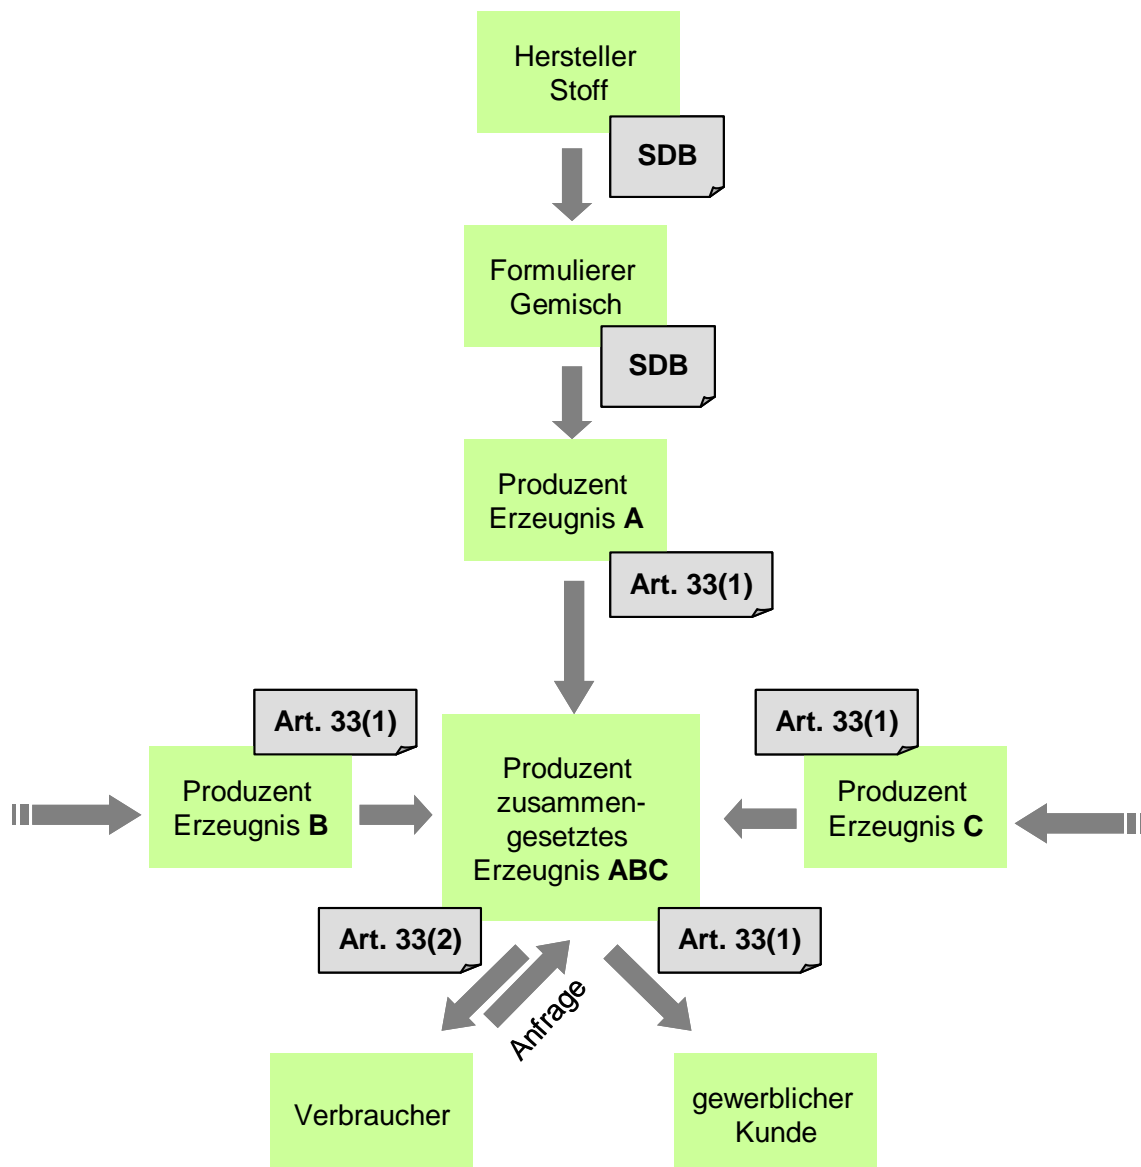 Hersteller
Stoff
SDB
Formulierer
Gemisch
SDB
Produzent
Erzeugnis A
Art. 33(1)
Art. 33(1)
Produzent
Erzeugnis B
Produzent
zusammen-
gesetztes
Erzeugnis ABC
Art. 33(1)
Produzent
Erzeugnis C
Art. 33(2)
Art. 33(1)
Anfrage
Verbraucher
gewerblicher
Kunde